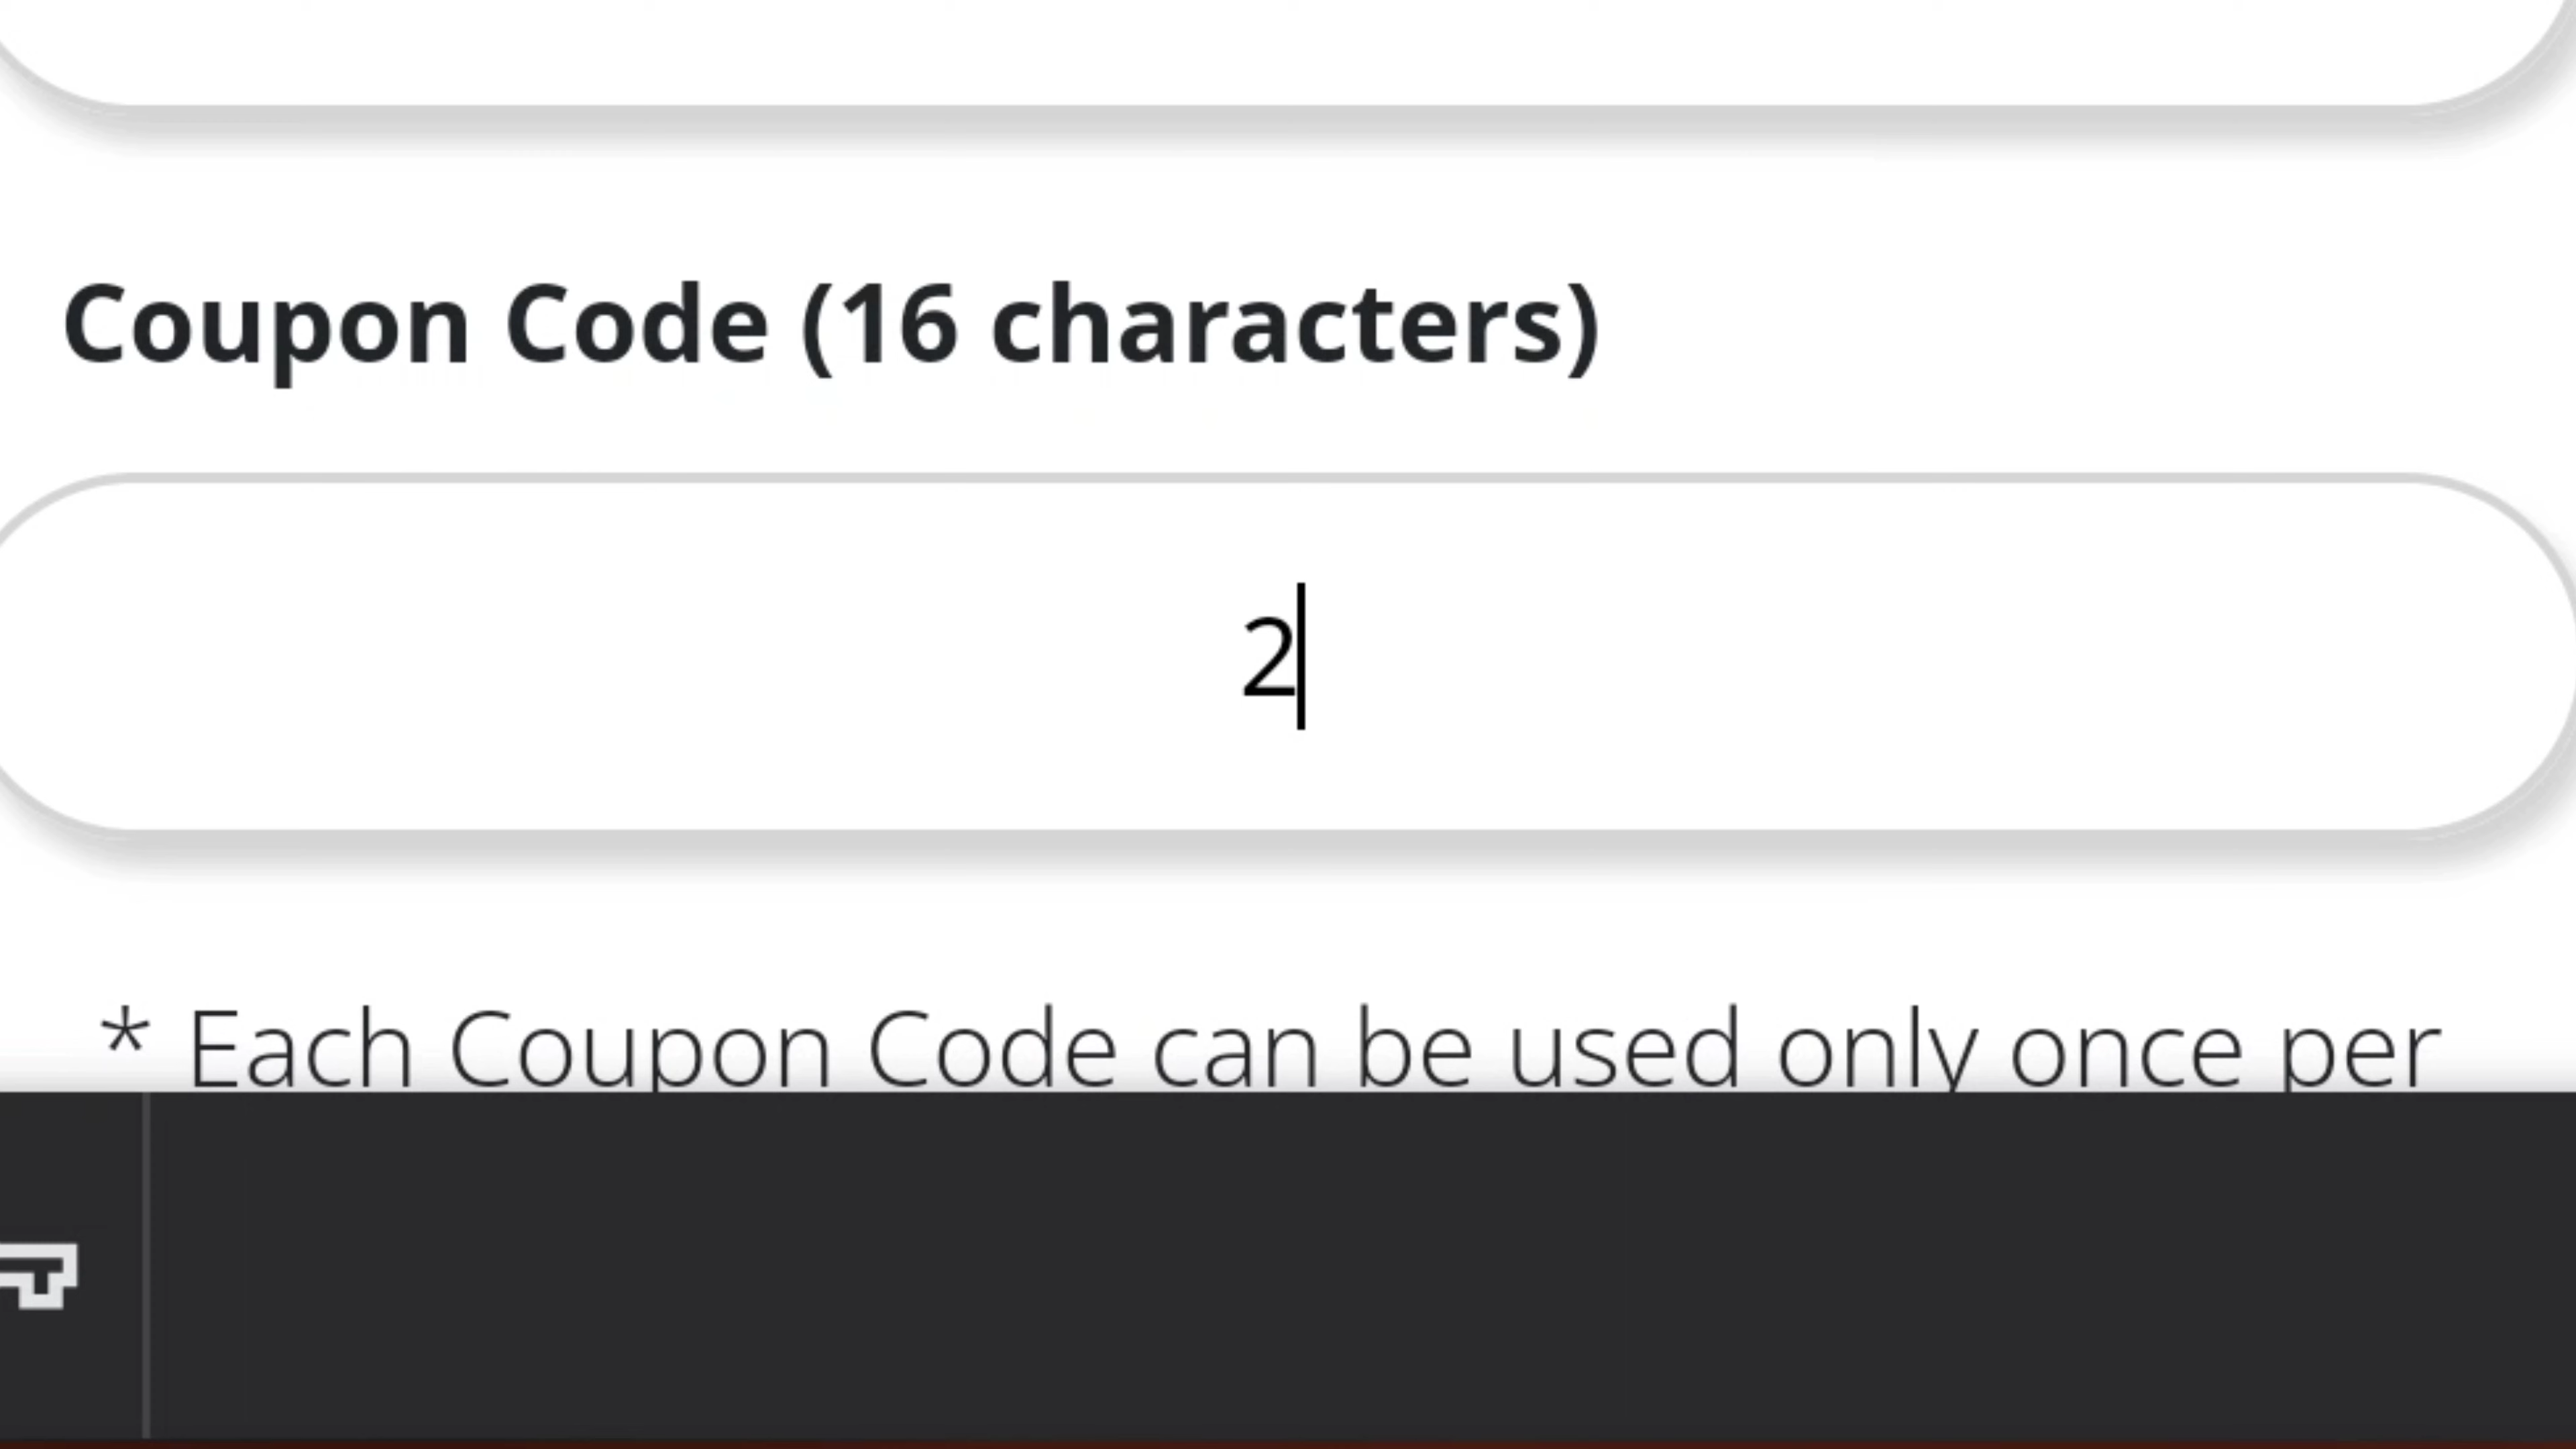 Coupon Code (16 characters)
2
* Each Coupon Code can be used only once per